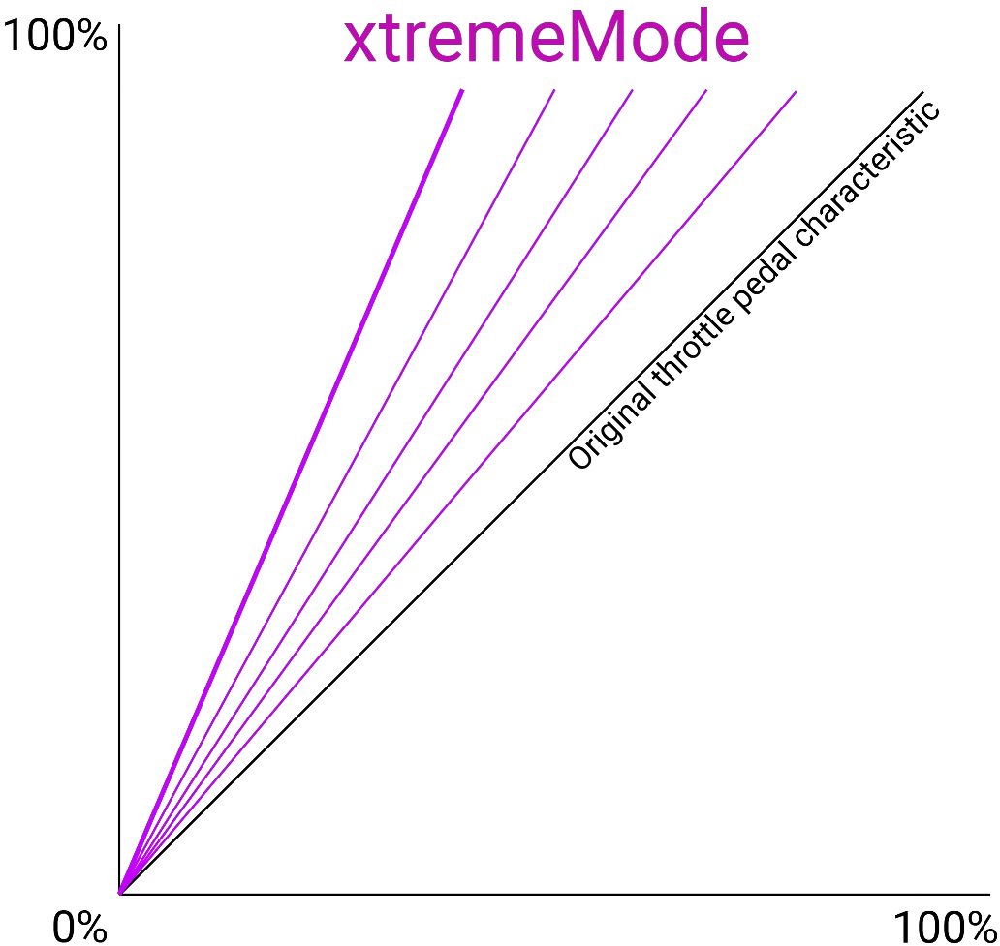 xtremeMode
100%
Original throttle pedal characteristic
0%
100%